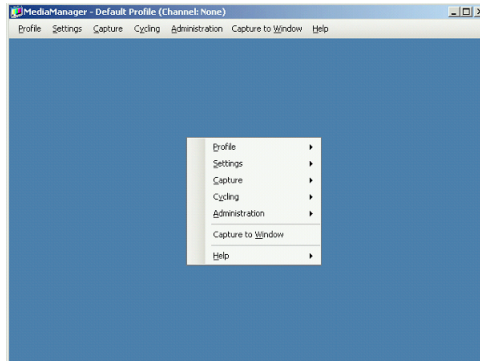 MediaManager - Default Profile (Channel: None)
Profile Settings Capture Cycling Administration Capture to Window Help
Profile
Settings
Capture
Cycling
Administration
Capture to Window
Help